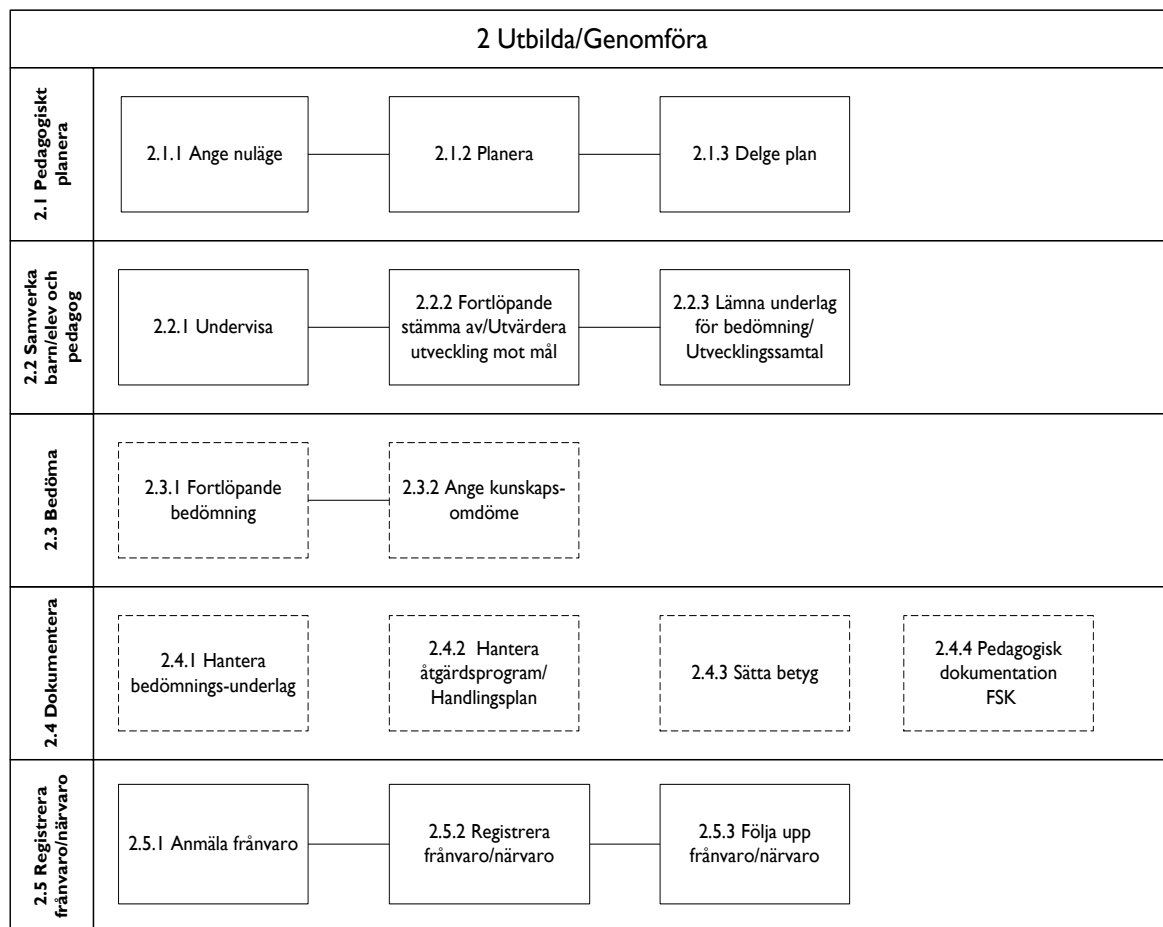 2 Utbilda/Genomföra
2.1 Pedagogiskt
planera
2.1.1 Ange nuläge
2.1.2 Planera
2.1.3 Delge plan
2.2 Samverka
barn/elev och
pedagog
2.2.1 Undervisa
2.2.2 Fortlöpande
stämma av/Utvärdera
utveckling mot mål
2.2.3 Lämna underlag
för bedömning/
Utvecklingssamtal
2.3 Bedöma
2.3.1 Fortlöpande
bedömning
2.3.2 Ange kunskaps-
omdöme
2.4 Dokumentera
2.4.1 Hantera
bedömnings-underlag
2.4.2 Hantera
åtgärdsprogram/
Handlingsplan
2.4.3 Sätta betyg
2.4.4 Pedagogisk
dokumentation
FSK
2.5 Registrera
frånvaro/närvaro
2.5.1 Anmäla frånvaro
2.5.2 Registrera
frånvaro/närvaro
2.5.3 Följa upp
frånvaro/närvaro